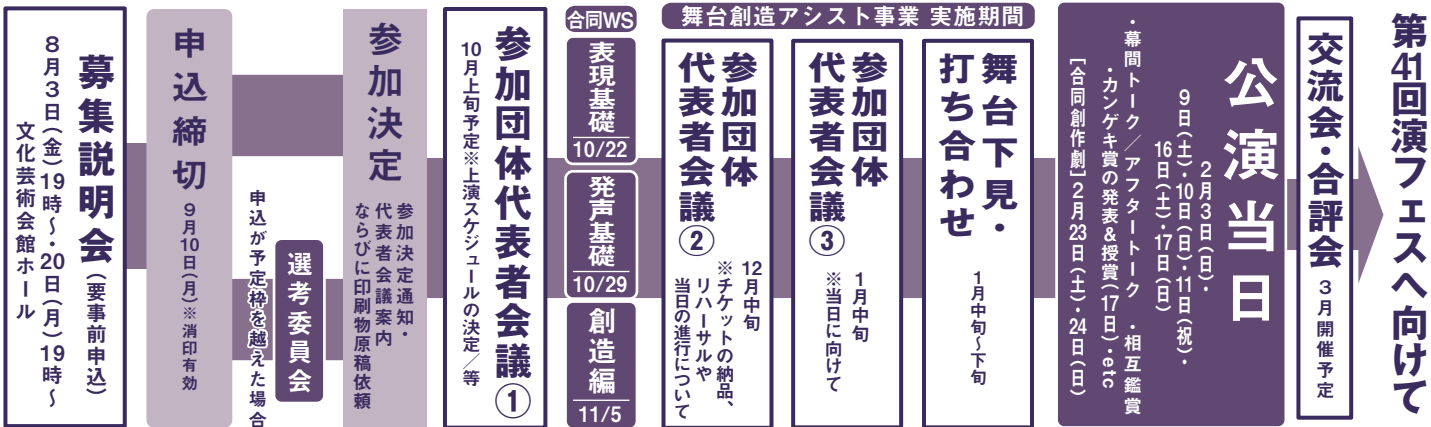 募集説明会(要事前申込)
8月3日(金)19時〜・20日(月)19時〜
文化芸術会館ホール
申込締切 9月10日(月)※消印有効
申込が予定枠を越えた場合
選考委員会
参加決定
参加決定通知・
代表者会議案内
ならびに印刷物原稿依頼
参加団体代表者会議①
10月上旬予定※上演スケジュールの決定/等
合同WS
表現基礎
10/22
発声基礎
10/29
創造編
11/5
舞台創造アシスト事業 実施期間
参加団体
代表者会議②
12月中旬
※チケットの納品、
リハーサルや
当日の進行について
参加団体
代表者会議③
1月中旬
※当日に向けて
舞台下見・
打ち合わせ
1月中旬〜下旬
公演当日
2月3日(日)・
9日(土)・10日(日)・11日(祝)・
16日(土)・17日(日)
・幕間トーク/アフタートーク ・相互鑑賞
・カンゲキ賞の発表&授賞(17日)・etc
[合同創作劇]2月23日(土)・24日(日)
交流会・合評会 3月開催予定
第41回演フェスへ向けて